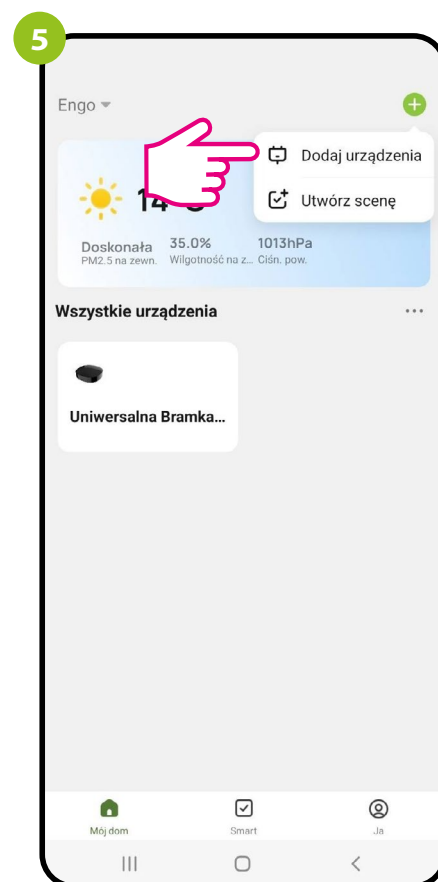 5
Engo
Dodaj urządzenia
Utwórz scenę
14
Doskonała 35.0% 1013hPa
PM2.5 na zewn. Wilgotność na z... Ciśn. pow.
Wszystkie urządzenia
Uniwersalna Bramka...
Mój dom Smart Ja